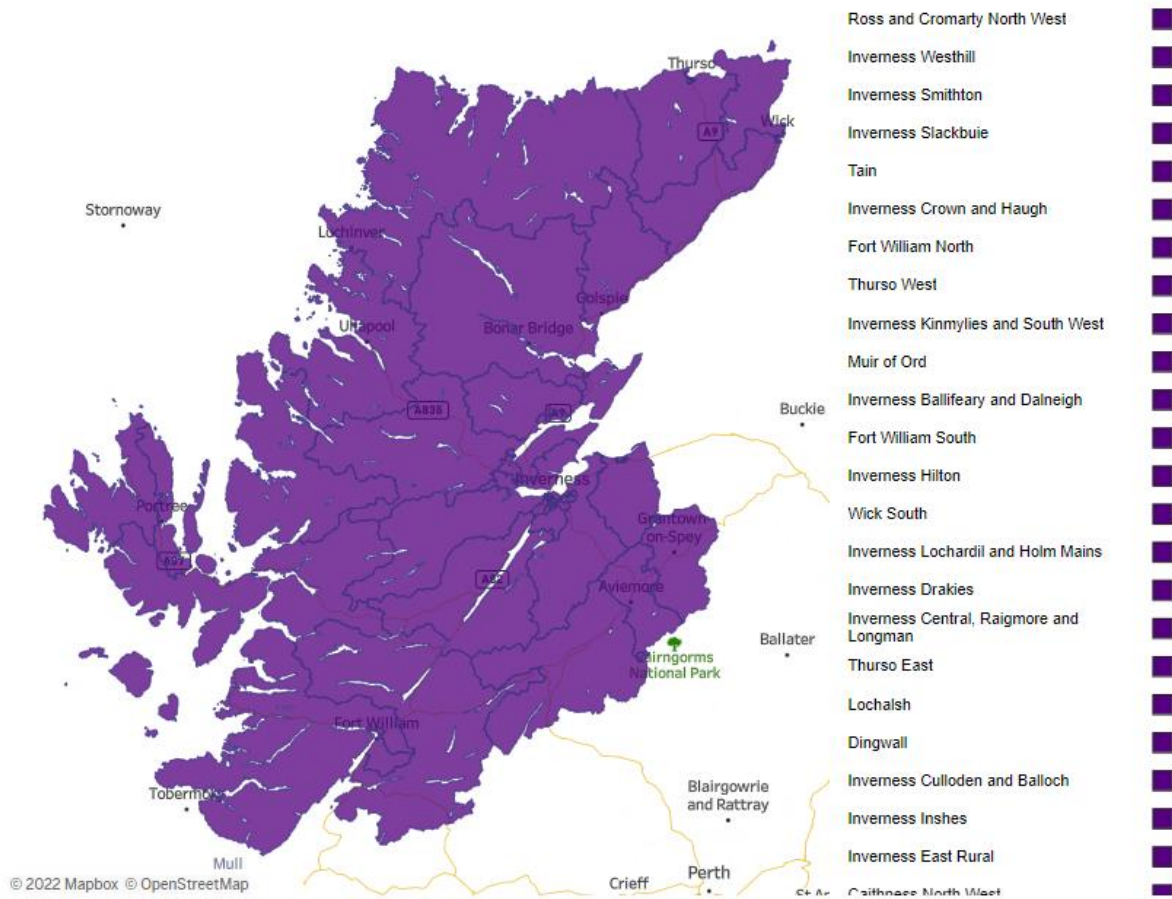 Thurso
Wick
A9
Stornoway
Lochinver
Golspie
Ullapool
Bonar Bridge
A835
A9
Buckie
Inverness
Portree
Grantown-
on-Spey
A82
Aviemore
Ballater
Cairngorms
National Park
Fort William
Tobermory
Blairgowrie
and Rattray
Mull
Perth
Crieff
© 2022 Mapbox © OpenStreetMap
Ross and Cromarty North West
Inverness Westhill
Inverness Smithton
Inverness Slackbuie
Tain
Inverness Crown and Haugh
Fort William North
Thurso West
Inverness Kinmylies and South West
Muir of Ord
Inverness Ballifeary and Dalneigh
Fort William South
Inverness Hilton
Wick South
Inverness Lochardil and Holm Mains
Inverness Drakies
Inverness Central, Raigmore and
Longman
Thurso East
Lochalsh
Dingwall
Inverness Culloden and Balloch
Inverness Inshes
Inverness East Rural
Caithness North West